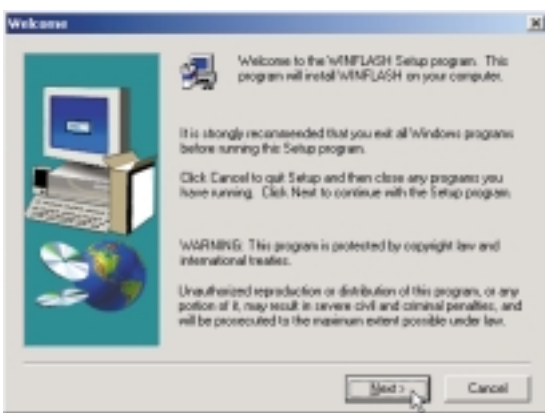 Welcome
Welcome to the WINFLASH Setup program. This
program will install WINFLASH on your computer.
It is strongly recommended that you exit all Windows programs
before running this Setup program.
Click Cancel to quit Setup and then close any programs you
have running. Click Next to continue with the Setup program.
WARNING: This program is protected by copyright law and
international treaties.
Unauthorized reproduction or distribution of this program, or any
portion of it, may result in severe civil and criminal penalties, and
will be prosecuted to the maximum extent possible under law.
Next >
Cancel